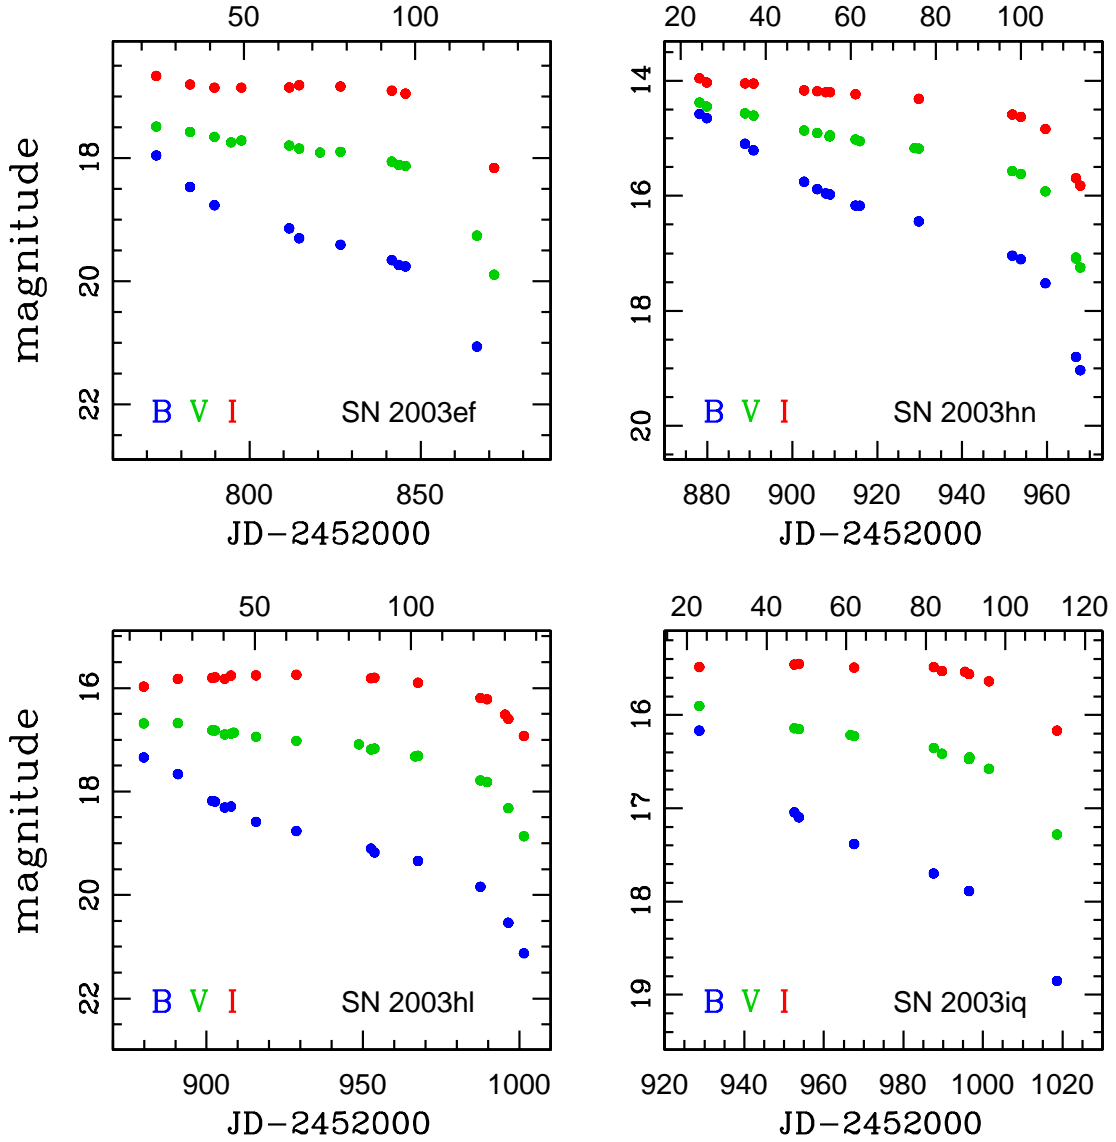 50 100
magnitude
18
20
22
B V I SN 2003ef
800 850
JD-2452000
20 40 60 80 100
14
16
18
20
B V I SN 2003hn
880 900 920 940 960
JD-2452000
50 100
magnitude
16
18
20
22
B V I SN 2003hl
900 950 1000
JD-2452000
20 40 60 80 100 120
16
17
18
19
B V I SN 2003iq
920 940 960 980 1000 1020
JD-2452000